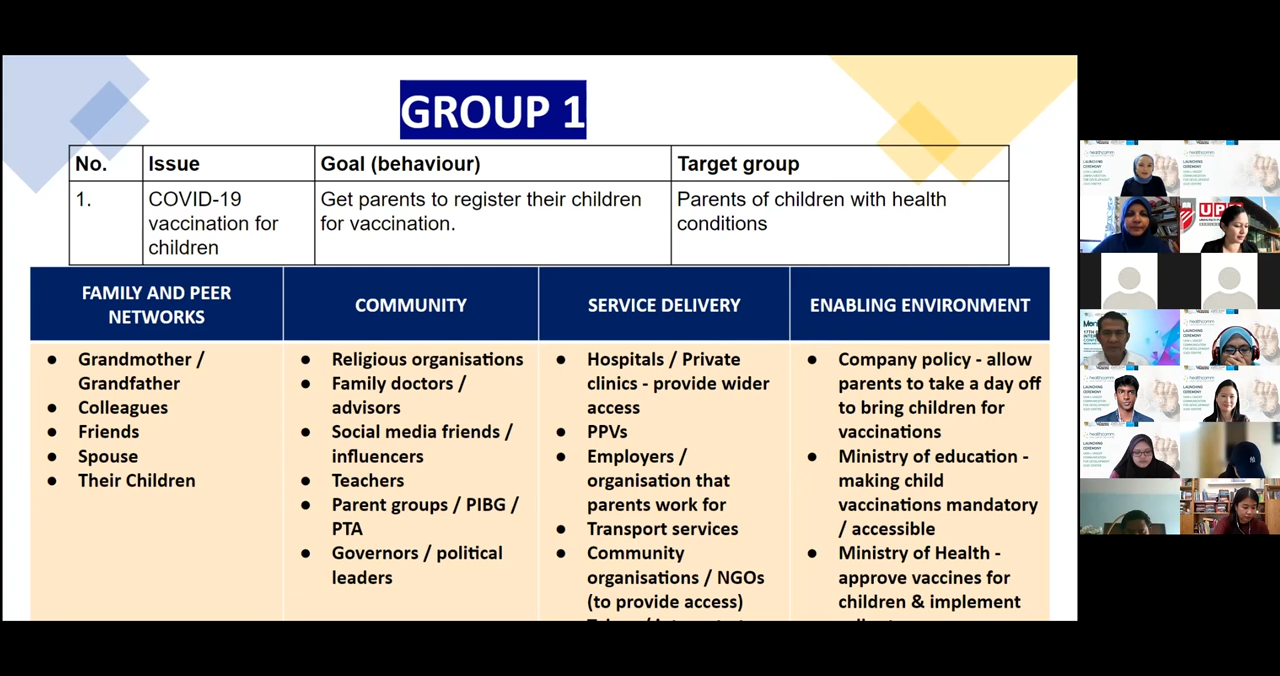 GROUP 1
No.
Issue
Goal (behaviour)
Target group
1.
COVID-19
vaccination for
children
Get parents to register their children
for vaccination.
Parents of children with health
conditions
FAMILY AND PEER
NETWORKS
COMMUNITY
SERVICE DELIVERY
ENABLING ENVIRONMENT
● Grandmother /
Grandfather
● Colleagues
● Friends
● Spouse
● Their Children
● Religious organisations
● Family doctors /
advisors
● Social media friends /
influencers
● Teachers
● Parent groups / PIBG /
PTA
● Governors / political
leaders
● Hospitals / Private
clinics - provide wider
access
● PPVs
● Employers /
organisation that
parents work for
● Transport services
● Community
organisations / NGOs
(to provide access)
● Company policy - allow
parents to take a day off
to bring children for
vaccinations
● Ministry of education -
making child
vaccinations mandatory
/ accessible
● Ministry of Health -
approve vaccines for
children & implement
healthcomm
LAUNCHING
CEREMONY